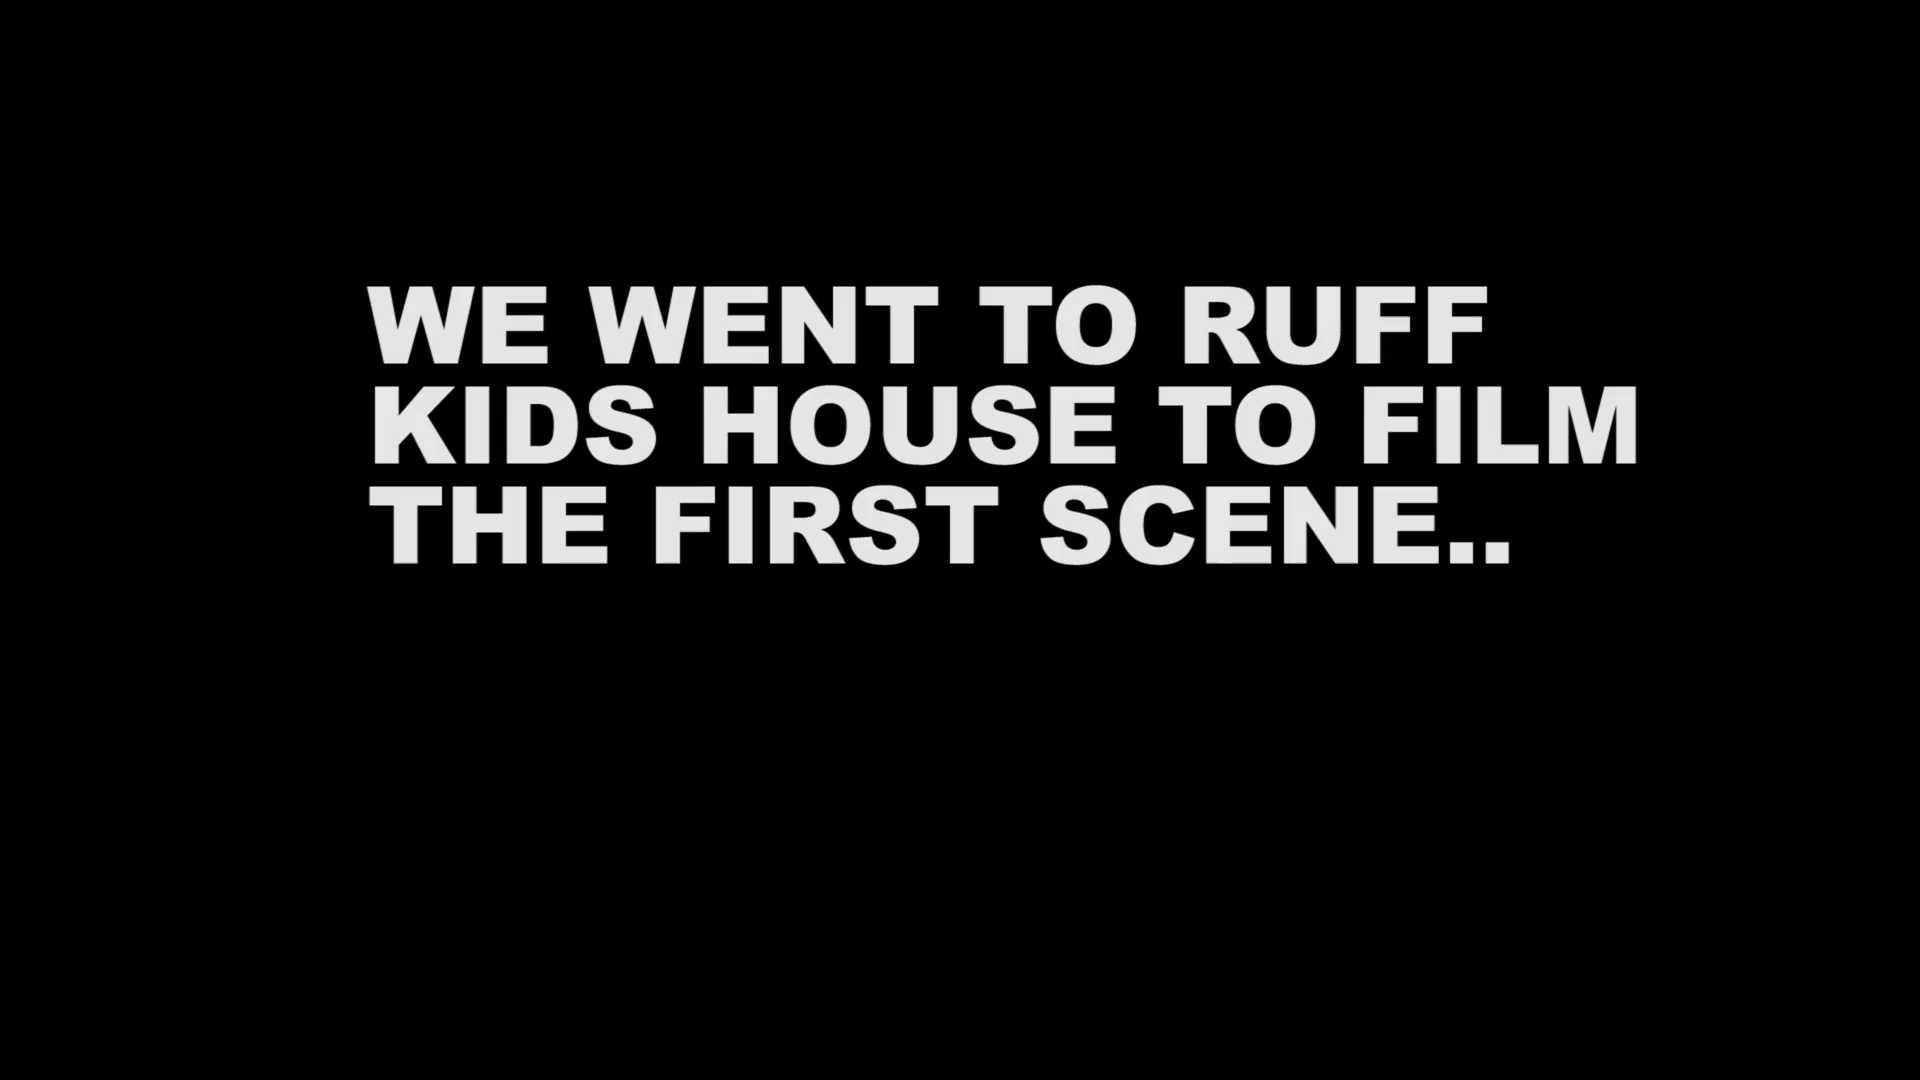 WE WENT TO RUFF
KIDS HOUSE TO FILM
THE FIRST SCENE..